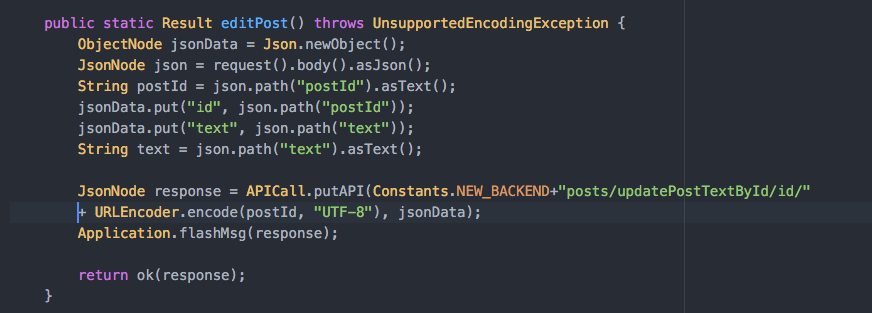 public static Result editPost() throws UnsupportedEncodingException {
    ObjectNode jsonData = Json.newObject();
    JsonNode json = request().body().asJson();
    String postId = json.path("postId").asText();
    jsonData.put("id", json.path("postId"));
    jsonData.put("text", json.path("text"));
    String text = json.path("text").asText();

    JsonNode response = APICall.putAPI(Constants.NEW_BACKEND+"posts/updatePostTextById/id/"
    + URLEncoder.encode(postId, "UTF-8"), jsonData);
    Application.flashMsg(response);

    return ok(response);
}